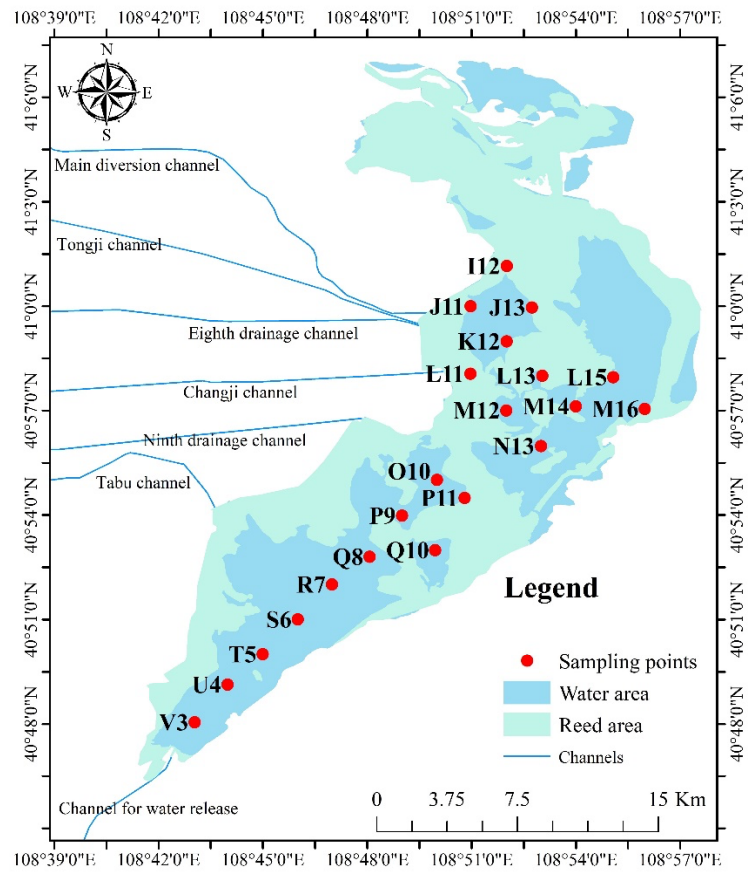 108°39'0"E 108°42'0"E 108°45'0"E 108°48'0"E 108°51'0"E 108°54'0"E 108°57'0"E
N
W E
S
41°6'0"N 41°6'0"N
Main diversion channel
41°3'0"N 41°3'0"N
Tongji channel
I12
41°0'0"N J11 J13 41°0'0"N
Eighth drainage channel
K12
L11 L13 L15
Changji channel
40°57'0"N M12 M14 M16 40°57'0"N
Ninth drainage channel
N13
Tabu channel
O10
P11
40°54'0"N P9 40°54'0"N
Q8 Q10
R7
Legend
40°51'0"N S6 40°51'0"N
T5
Sampling points
U4
Water area
40°48'0"N V3 40°48'0"N
Reed area
Channels
Channel for water release
0 3.75 7.5 15 Km
108°39'0"E 108°42'0"E 108°45'0"E 108°48'0"E 108°51'0"E 108°54'0"E 108°57'0"E